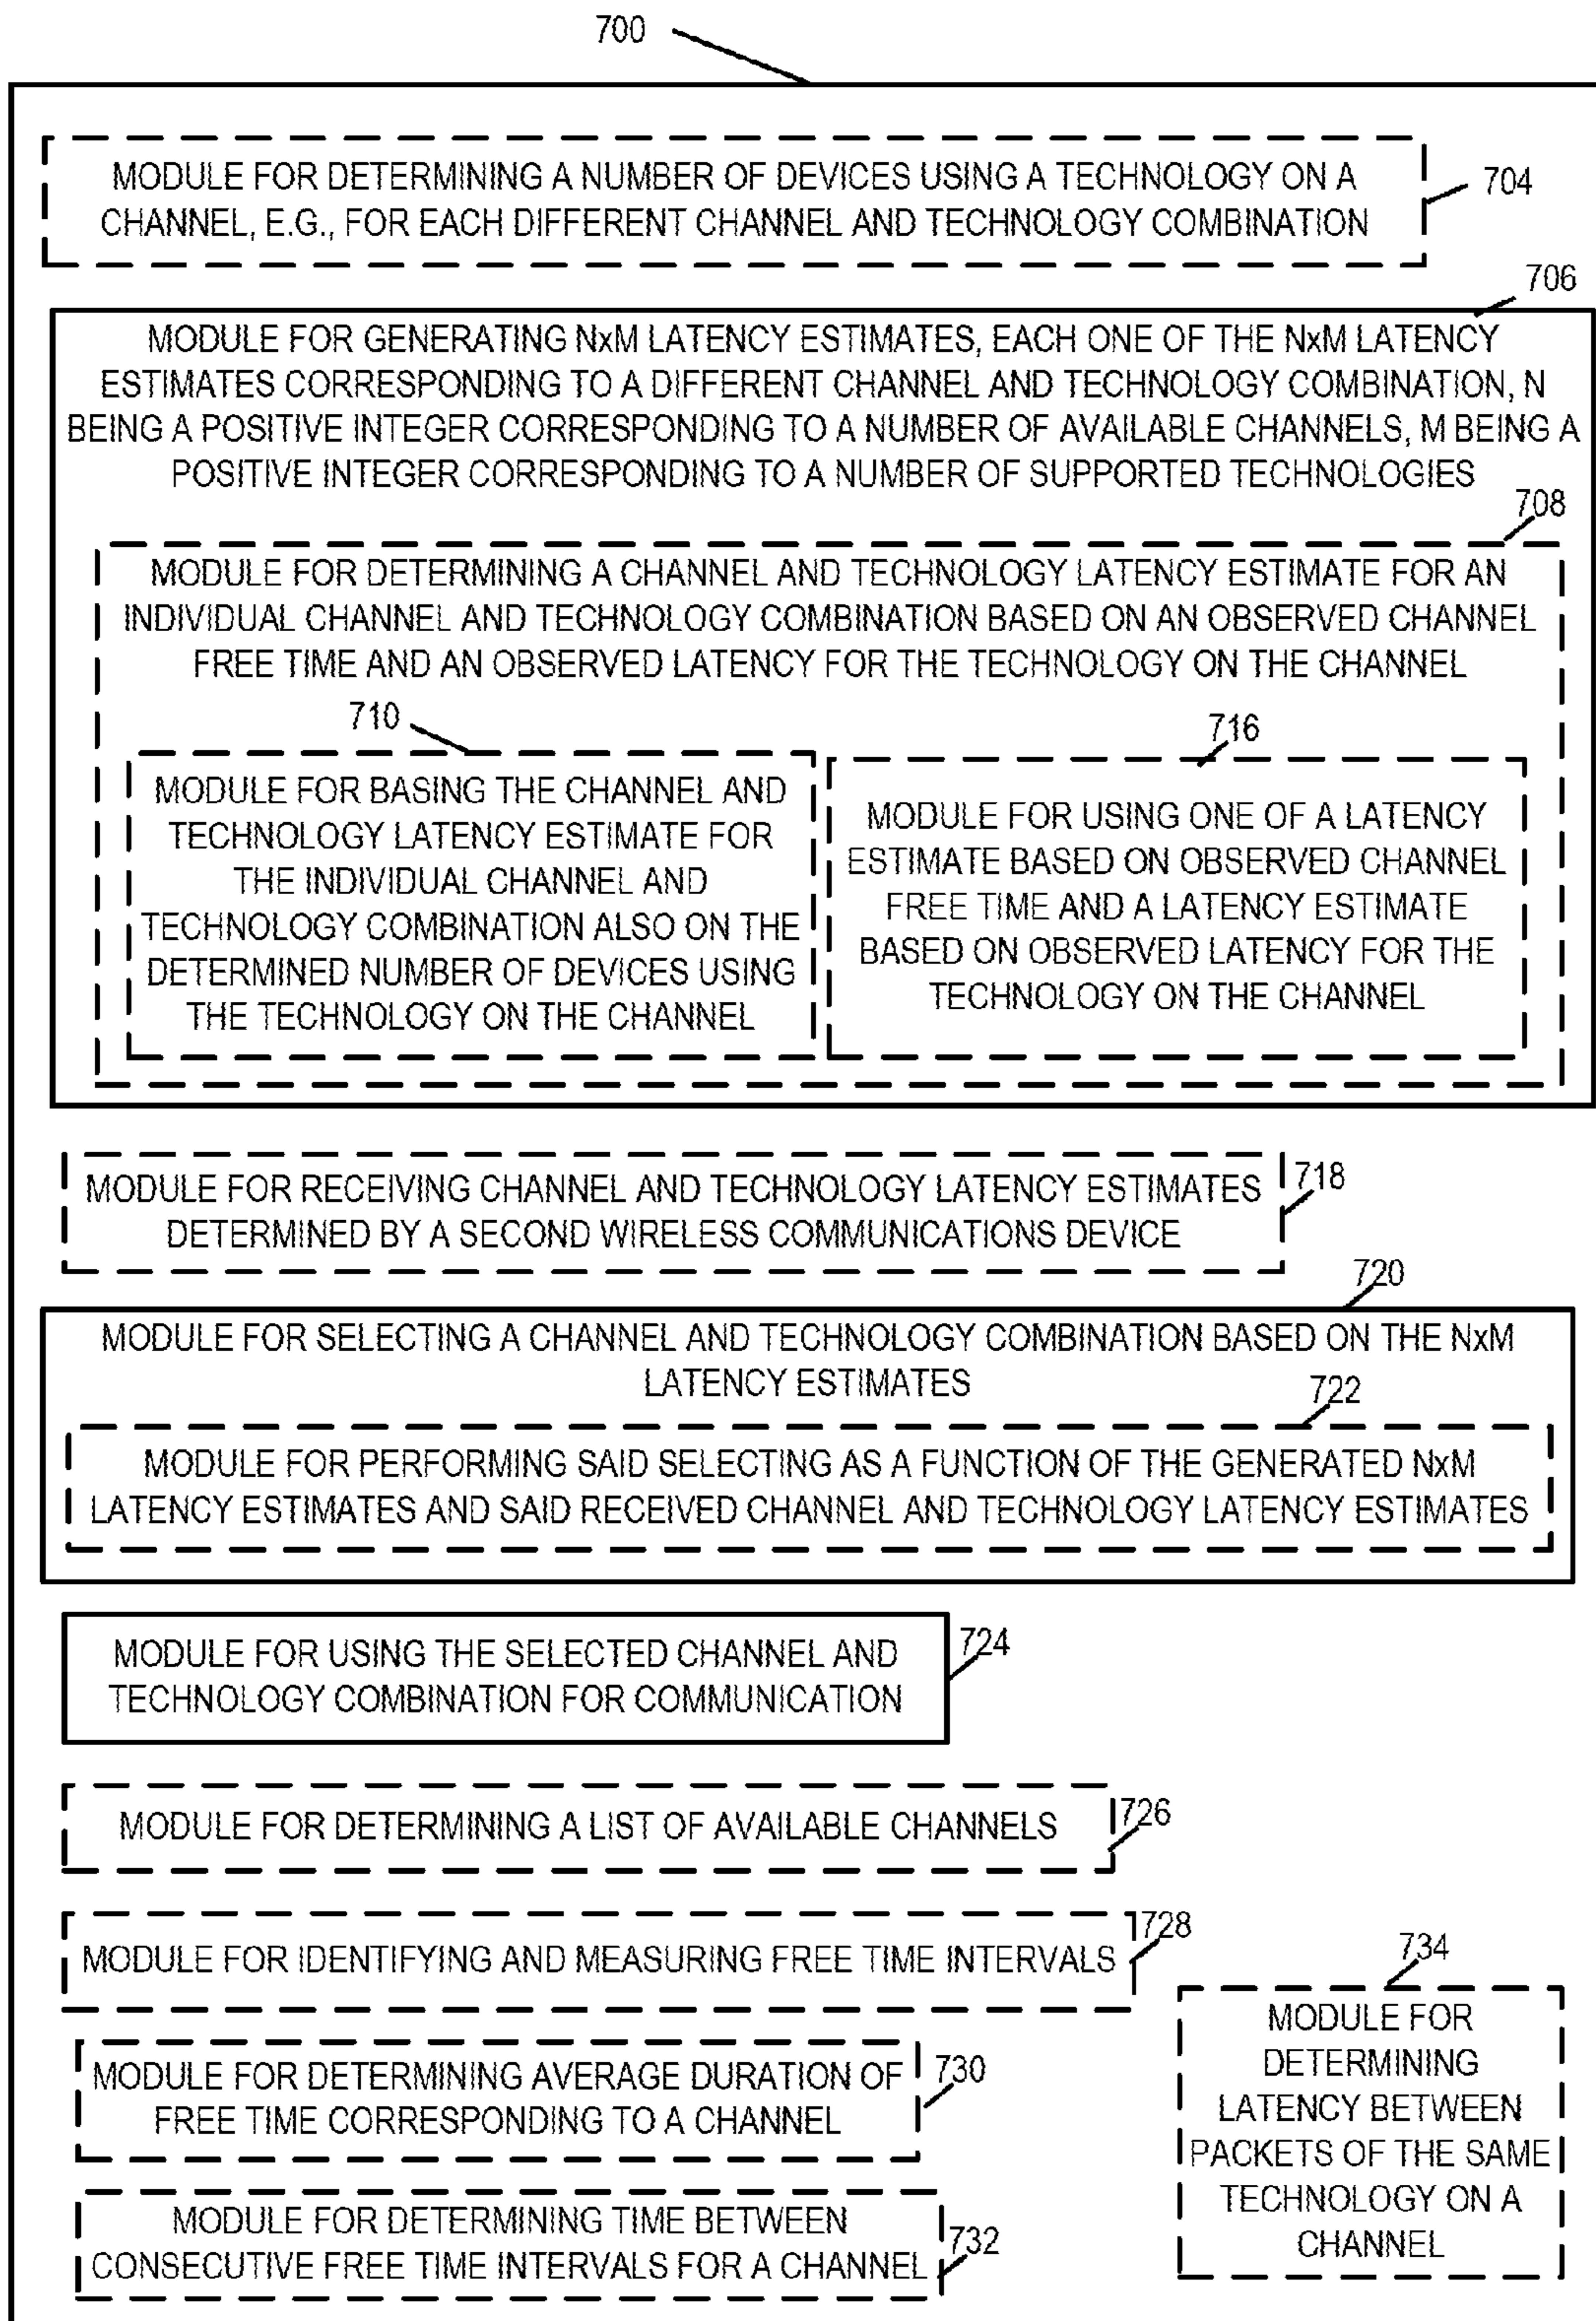 700
MODULE FOR DETERMINING A NUMBER OF DEVICES USING A TECHNOLOGY ON A
CHANNEL, E.G., FOR EACH DIFFERENT CHANNEL AND TECHNOLOGY COMBINATION
704
706
MODULE FOR GENERATING NxM LATENCY ESTIMATES, EACH ONE OF THE NxM LATENCY
ESTIMATES CORRESPONDING TO A DIFFERENT CHANNEL AND TECHNOLOGY COMBINATION, N
BEING A POSITIVE INTEGER CORRESPONDING TO A NUMBER OF AVAILABLE CHANNELS, M BEING A
POSITIVE INTEGER CORRESPONDING TO A NUMBER OF SUPPORTED TECHNOLOGIES
708
MODULE FOR DETERMINING A CHANNEL AND TECHNOLOGY LATENCY ESTIMATE FOR AN
INDIVIDUAL CHANNEL AND TECHNOLOGY COMBINATION BASED ON AN OBSERVED CHANNEL
FREE TIME AND AN OBSERVED LATENCY FOR THE TECHNOLOGY ON THE CHANNEL
710
MODULE FOR BASING THE CHANNEL AND
TECHNOLOGY LATENCY ESTIMATE FOR
THE INDIVIDUAL CHANNEL AND
TECHNOLOGY COMBINATION ALSO ON THE
DETERMINED NUMBER OF DEVICES USING
THE TECHNOLOGY ON THE CHANNEL
716
MODULE FOR USING ONE OF A LATENCY
ESTIMATE BASED ON OBSERVED CHANNEL
FREE TIME AND A LATENCY ESTIMATE
BASED ON OBSERVED LATENCY FOR THE
TECHNOLOGY ON THE CHANNEL
MODULE FOR RECEIVING CHANNEL AND TECHNOLOGY LATENCY ESTIMATES
DETERMINED BY A SECOND WIRELESS COMMUNICATIONS DEVICE
718
720
MODULE FOR SELECTING A CHANNEL AND TECHNOLOGY COMBINATION BASED ON THE NxM
LATENCY ESTIMATES
722
MODULE FOR PERFORMING SAID SELECTING AS A FUNCTION OF THE GENERATED NxM
LATENCY ESTIMATES AND SAID RECEIVED CHANNEL AND TECHNOLOGY LATENCY ESTIMATES
MODULE FOR USING THE SELECTED CHANNEL AND
TECHNOLOGY COMBINATION FOR COMMUNICATION
724
MODULE FOR DETERMINING A LIST OF AVAILABLE CHANNELS
726
MODULE FOR IDENTIFYING AND MEASURING FREE TIME INTERVALS
728
MODULE FOR DETERMINING AVERAGE DURATION OF
FREE TIME CORRESPONDING TO A CHANNEL
730
MODULE FOR DETERMINING TIME BETWEEN
CONSECUTIVE FREE TIME INTERVALS FOR A CHANNEL
732
734
MODULE FOR
DETERMINING
LATENCY BETWEEN
PACKETS OF THE SAME
TECHNOLOGY ON A
CHANNEL